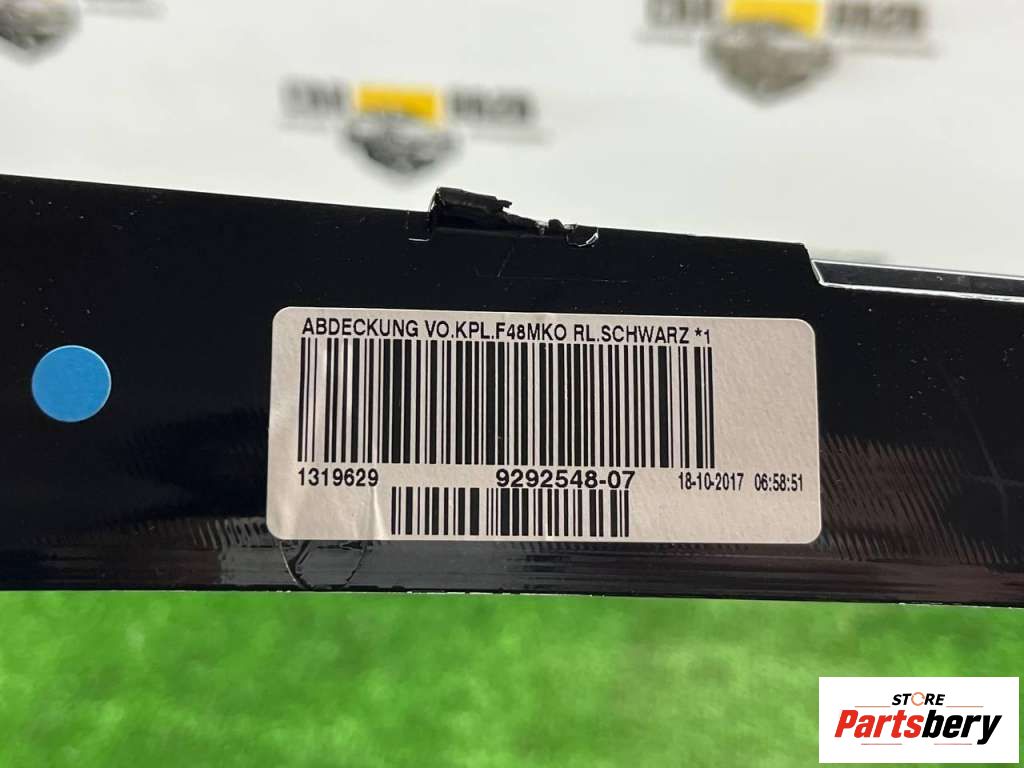 ABDECKUNG VO.KPL.F48MKO RL.SCHWARZ *1
1319629 9292548-07 18-10-2017 06:58:51
STORE
Partsbery